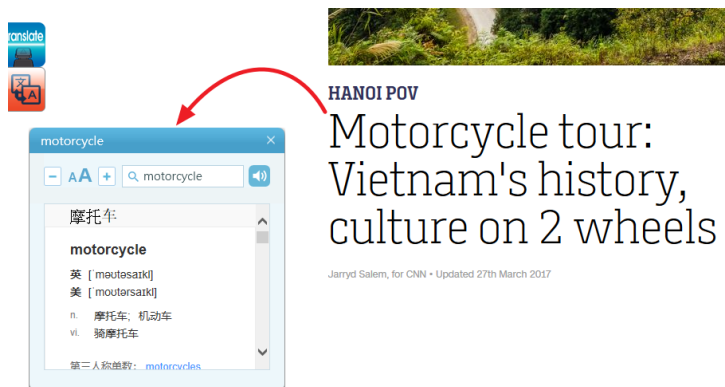 ranslate
文A
HANOI POV
Motorcycle tour:
Vietnam's history,
culture on 2 wheels
Jarryd Salem, for CNN • Updated 27th March 2017
motorcycle ×
− AA + motorcycle
摩托车
motorcycle
英 [ˈməʊtəsaɪkl]
美 [ˈmoʊtərsaɪkl]
n. 摩托车；机动车
vi. 骑摩托车
第三人称单数： motorcycles